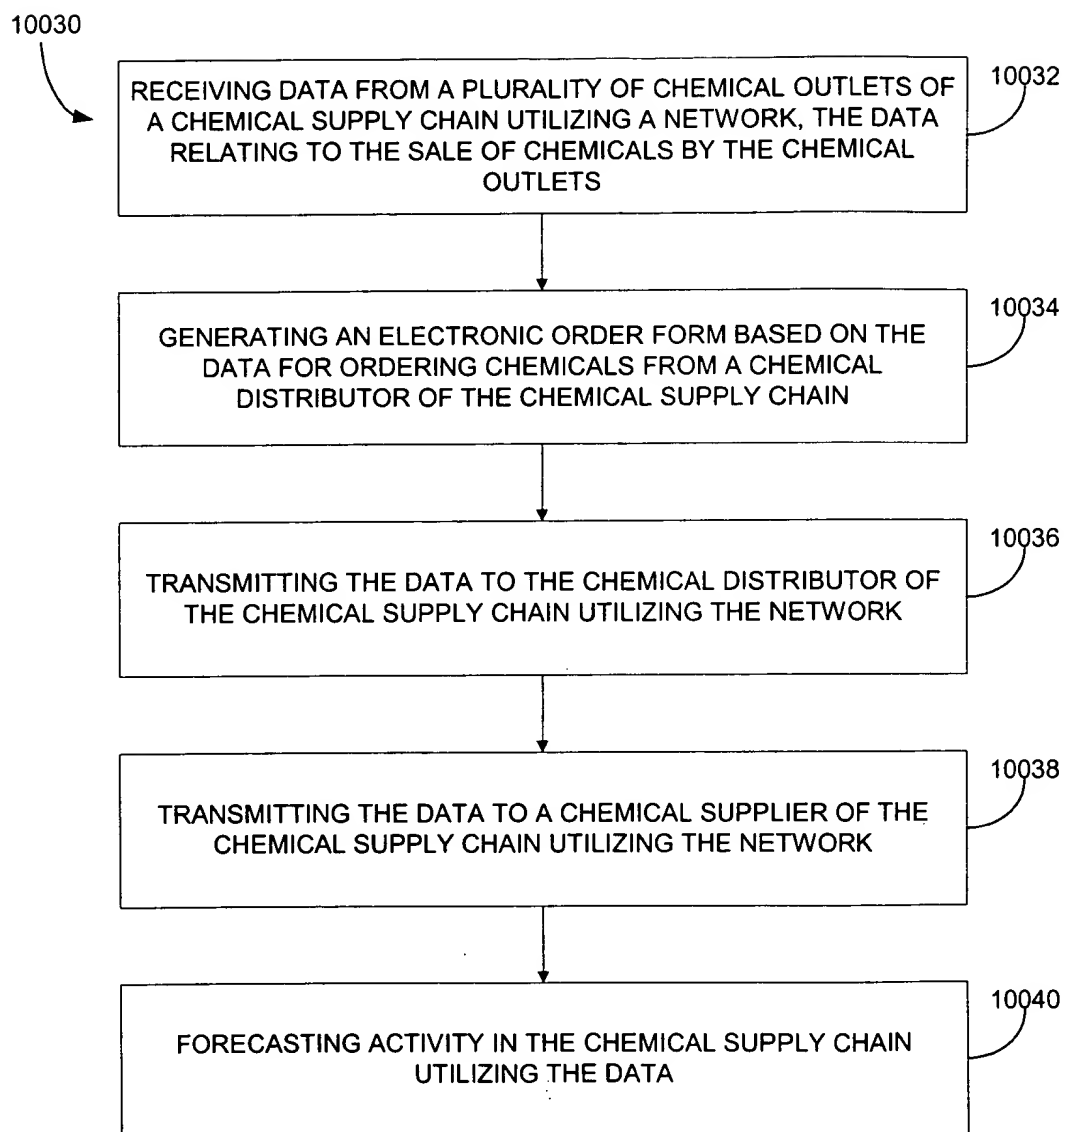 10030
RECEIVING DATA FROM A PLURALITY OF CHEMICAL OUTLETS OF
A CHEMICAL SUPPLY CHAIN UTILIZING A NETWORK, THE DATA
RELATING TO THE SALE OF CHEMICALS BY THE CHEMICAL
OUTLETS
10032
GENERATING AN ELECTRONIC ORDER FORM BASED ON THE
DATA FOR ORDERING CHEMICALS FROM A CHEMICAL
DISTRIBUTOR OF THE CHEMICAL SUPPLY CHAIN
10034
TRANSMITTING THE DATA TO THE CHEMICAL DISTRIBUTOR OF
THE CHEMICAL SUPPLY CHAIN UTILIZING THE NETWORK
10036
TRANSMITTING THE DATA TO A CHEMICAL SUPPLIER OF THE
CHEMICAL SUPPLY CHAIN UTILIZING THE NETWORK
10038
FORECASTING ACTIVITY IN THE CHEMICAL SUPPLY CHAIN
UTILIZING THE DATA
10040